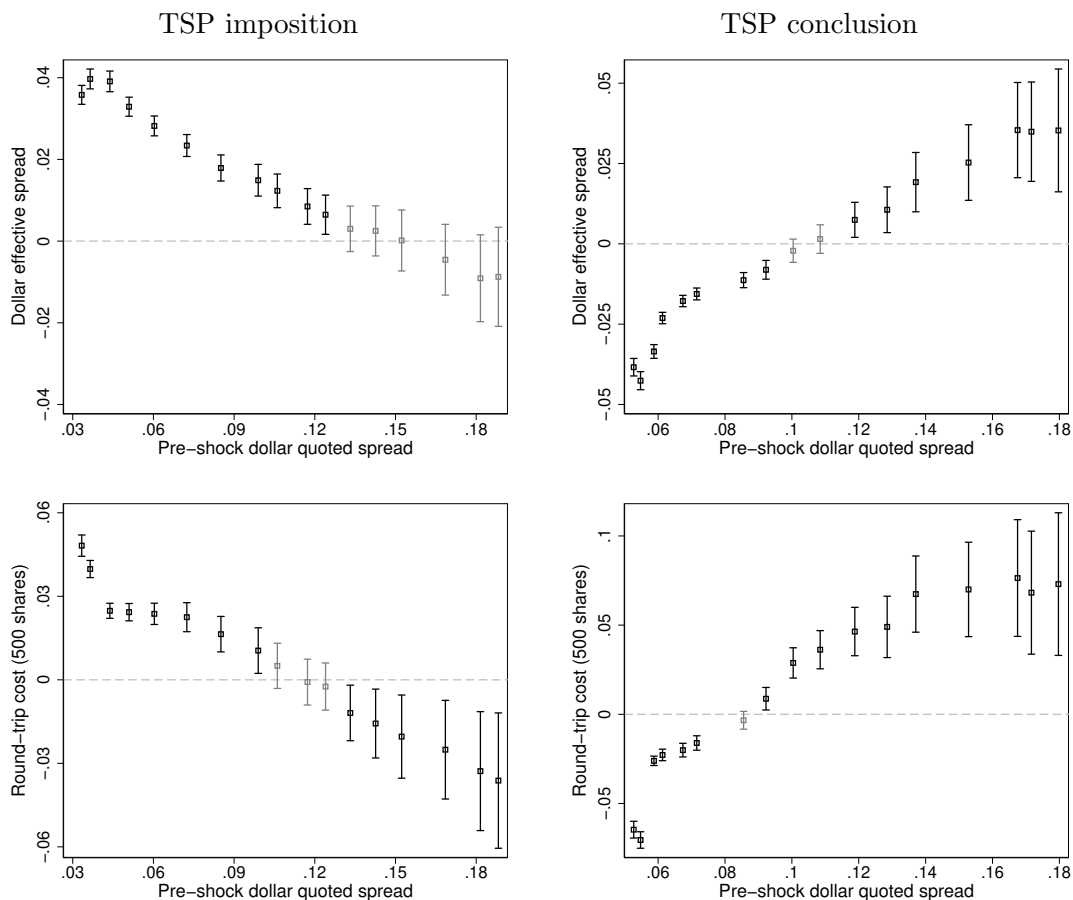 TSP imposition
TSP conclusion
Dollar effective spread
.04
.02
0
-.02
-.04
.03 .06 .09 .12 .15 .18
Pre-shock dollar quoted spread
Dollar effective spread
.05
.025
0
-.025
-.05
.06 .08 .1 .12 .14 .16 .18
Pre-shock dollar quoted spread
Round-trip cost (500 shares)
.06
.03
0
-.03
-.06
.03 .06 .09 .12 .15 .18
Pre-shock dollar quoted spread
Round-trip cost (500 shares)
.1
.05
0
-.05
.06 .08 .1 .12 .14 .16 .18
Pre-shock dollar quoted spread